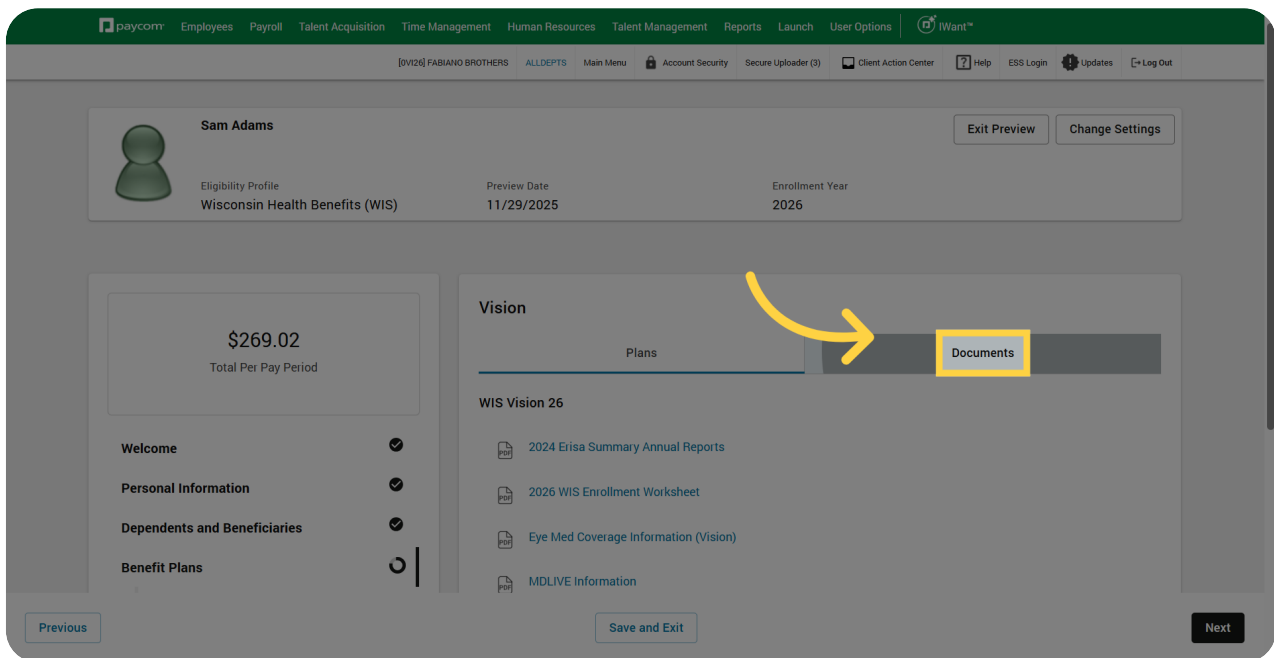 paycom Employees Payroll Talent Acquisition Time Management Human Resources Talent Management Reports Launch User Options IWant™
[0VI26] FABIANO BROTHERS ALLDEPTS Main Menu Account Security Secure Uploader (3) Client Action Center ? Help ESS Login Updates Log Out
Sam Adams
Exit Preview Change Settings
Eligibility Profile Preview Date Enrollment Year
Wisconsin Health Benefits (WIS) 11/29/2025 2026
$269.02
Total Per Pay Period
Welcome
Personal Information
Dependents and Beneficiaries
Benefit Plans
Vision
Plans Documents
WIS Vision 26
PDF 2024 Erisa Summary Annual Reports
PDF 2026 WIS Enrollment Worksheet
PDF Eye Med Coverage Information (Vision)
PDF MDLIVE Information
Previous Save and Exit Next